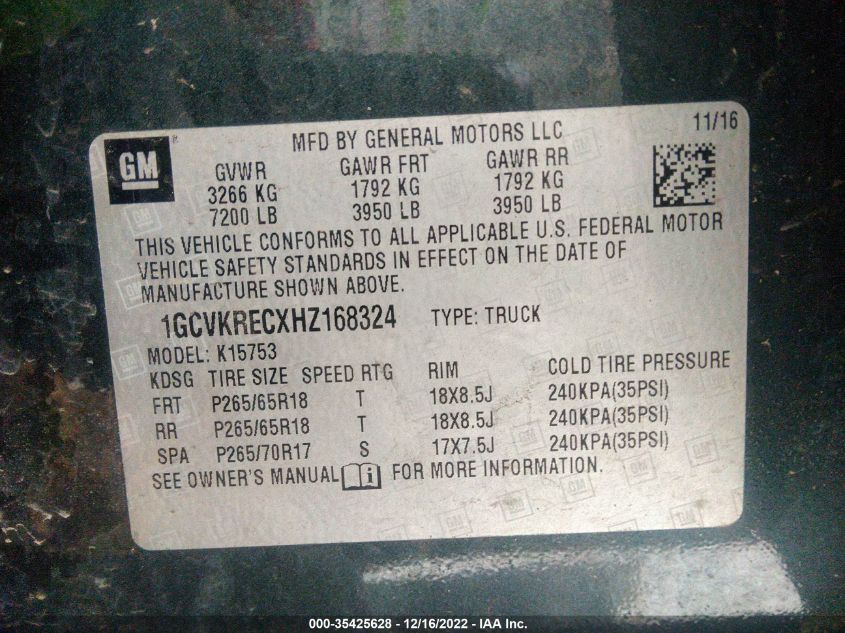 GM
MFD BY GENERAL MOTORS LLC
11/16
GVWR GAWR FRT GAWR RR
3266 KG 1792 KG 1792 KG
7200 LB 3950 LB 3950 LB
THIS VEHICLE CONFORMS TO ALL APPLICABLE U.S. FEDERAL MOTOR
VEHICLE SAFETY STANDARDS IN EFFECT ON THE DATE OF
MANUFACTURE SHOWN ABOVE.
1GCVKRECXHZ168324 TYPE: TRUCK
MODEL: K15753
KDSG TIRE SIZE SPEED RTG RIM COLD TIRE PRESSURE
FRT P265/65R18 T 18X8.5J 240KPA(35PSI)
RR P265/65R18 T 18X8.5J 240KPA(35PSI)
SPA P265/70R17 S 17X7.5J 240KPA(35PSI)
SEE OWNER'S MANUAL i FOR MORE INFORMATION.
000-35425628 - 12/16/2022 - IAA Inc.